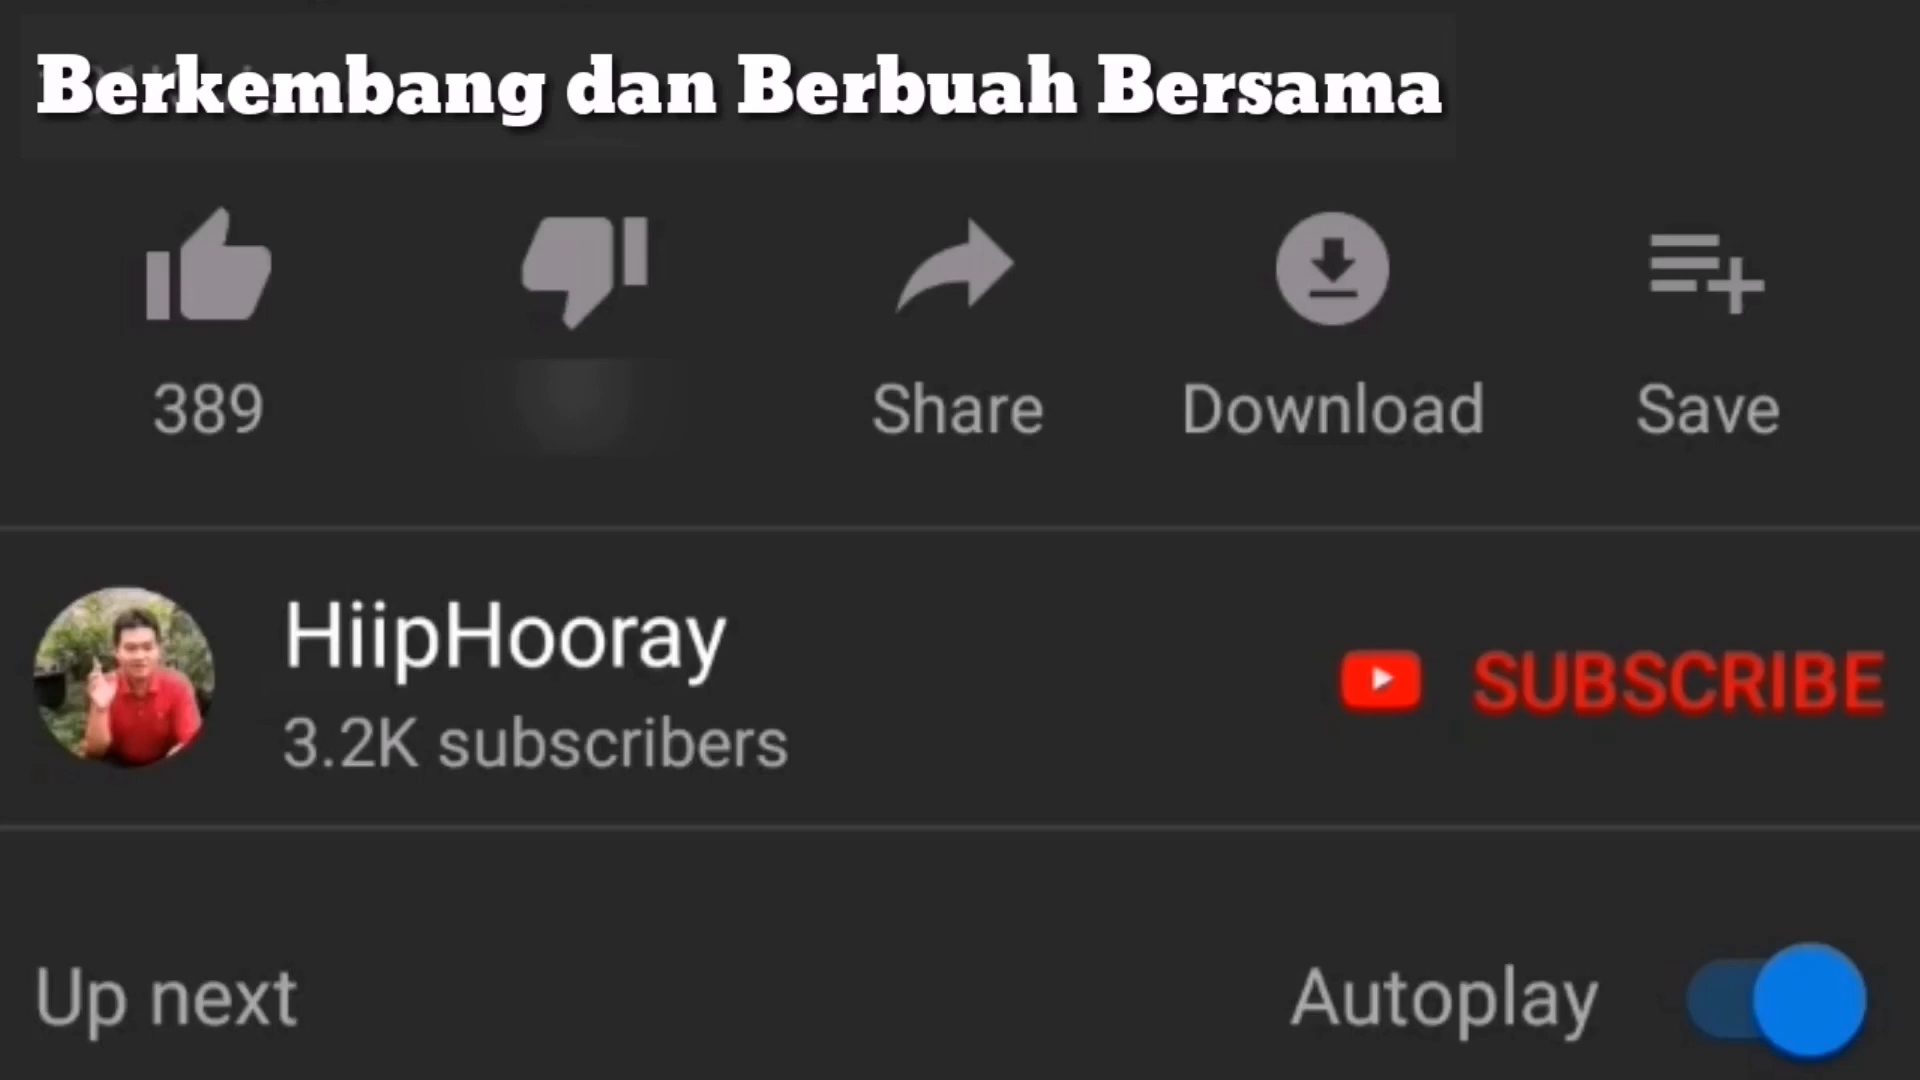 Berkembang dan Berbuah Bersama
389
Share
Download
Save
HiipHooray
3.2K subscribers
SUBSCRIBE
Up next
Autoplay